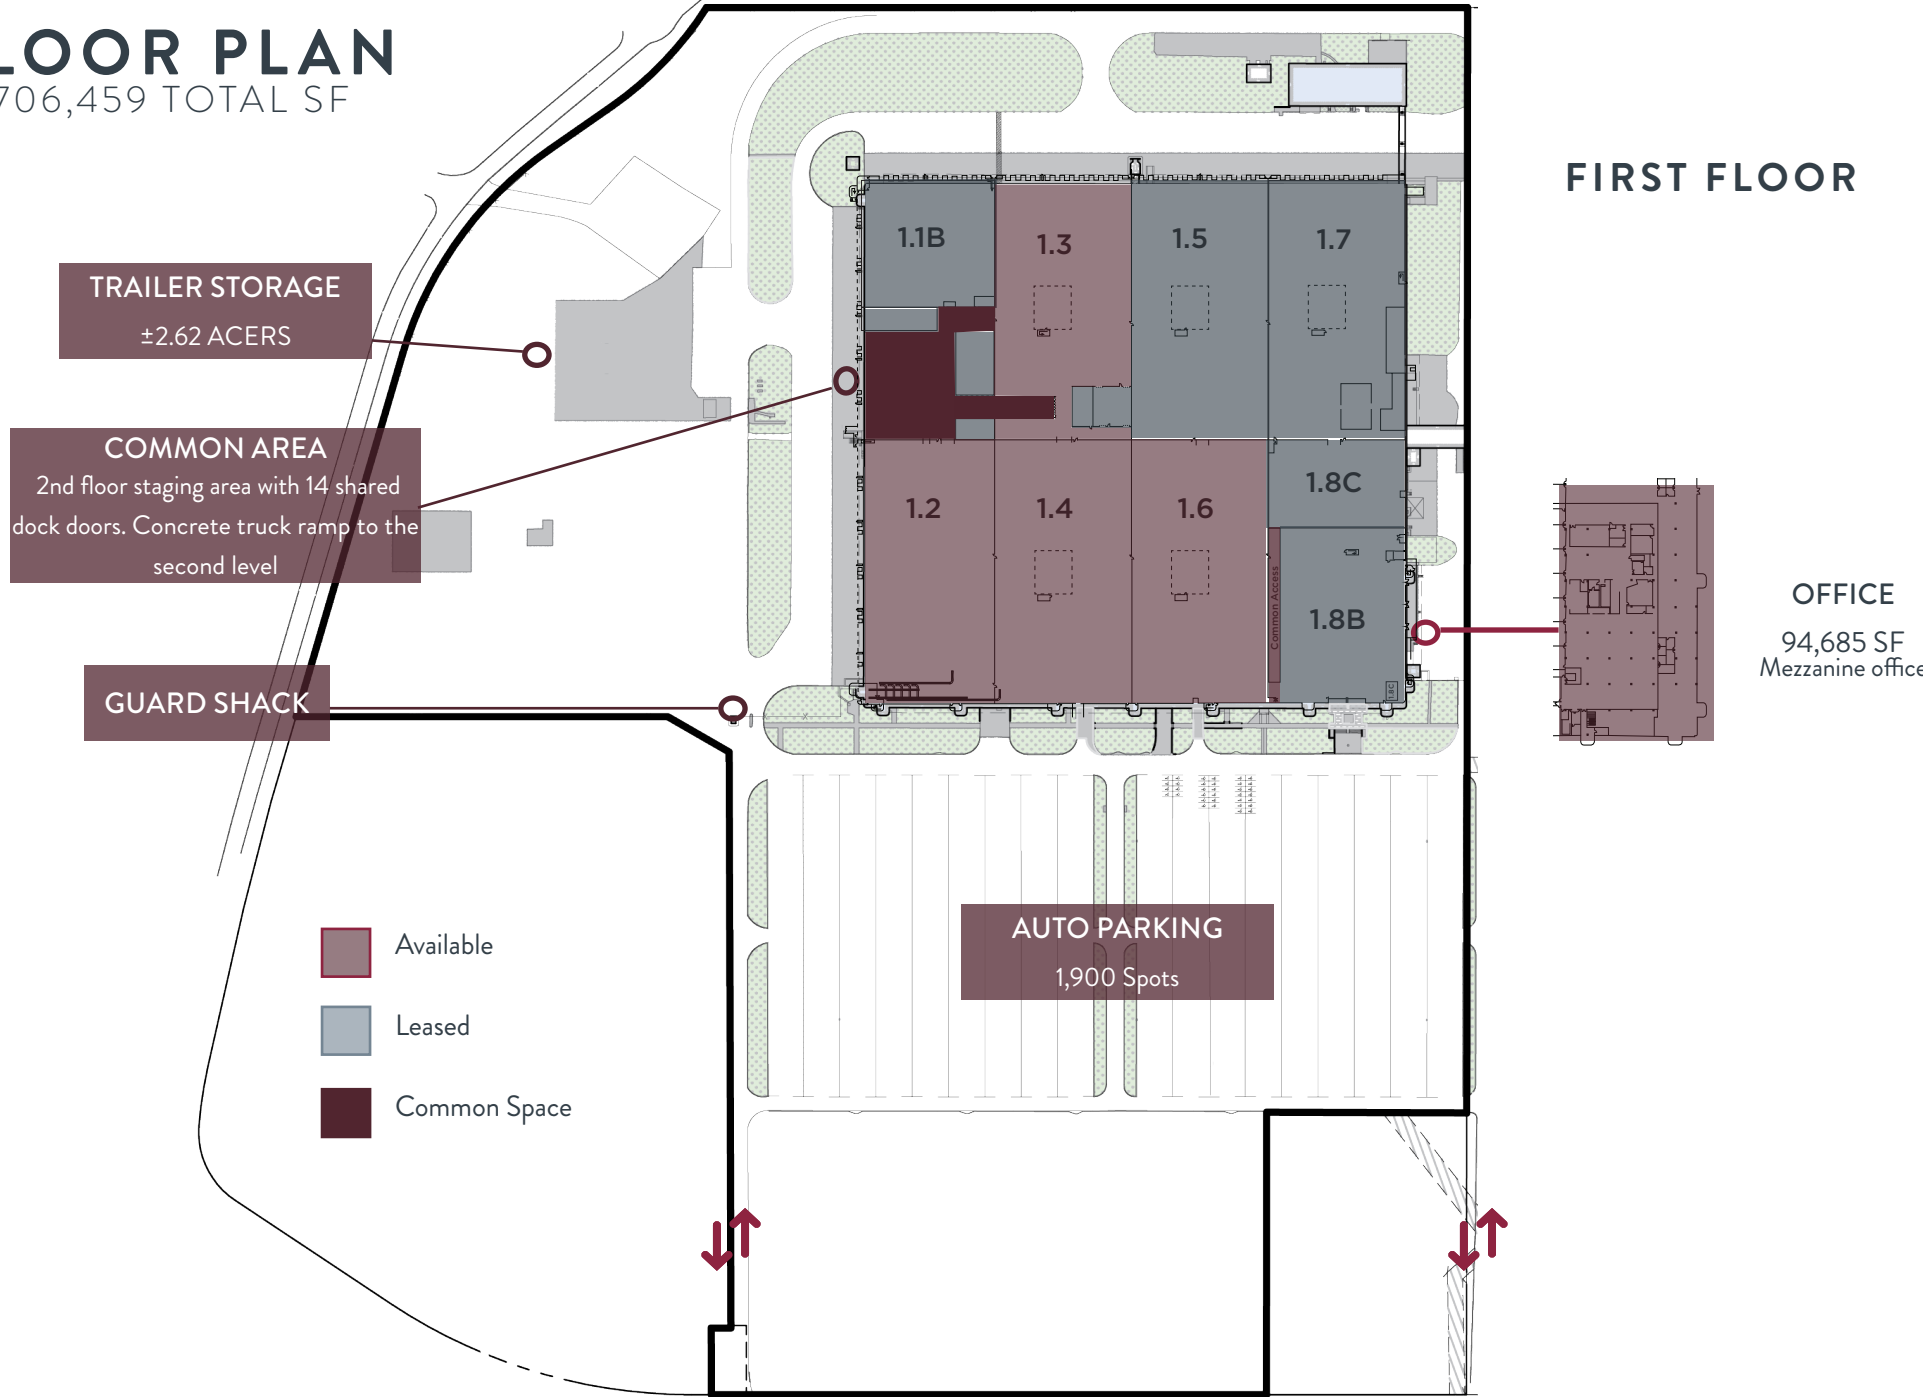 LOOR PLAN
706,459 TOTAL SF
FIRST FLOOR
TRAILER STORAGE
±2.62 ACERS
COMMON AREA
2nd floor staging area with 14 shared
dock doors. Concrete truck ramp to the
second level
GUARD SHACK
1.1B
1.3
1.5
1.7
1.2
1.4
1.6
1.8C
Common Access
1.8B
1.8C
OFFICE
94,685 SF
Mezzanine office
AUTO PARKING
1,900 Spots
Available
Leased
Common Space